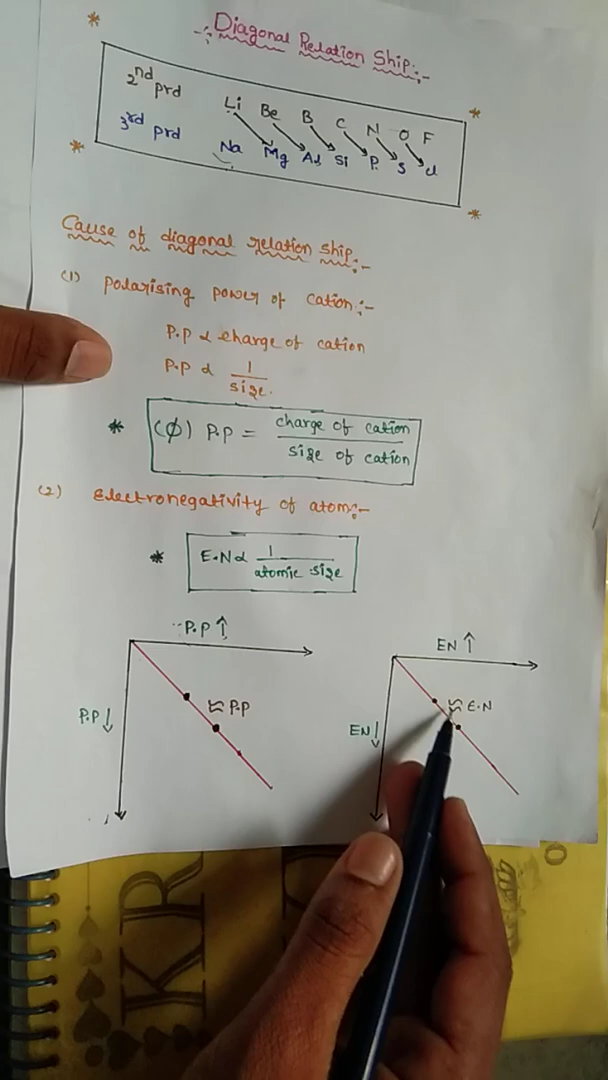 Diagonal Relation Ship:-
2nd prd Li Be B C N O F
3rd prd Na Mg Al Si P S Cl
Cause of diagonal relation ship:-
(1) Polarising power of cation:-
P.P α charge of cation
P.P α 1/size.
* (ϕ) P.P = charge of cation / size of cation
(2) Electronegativity of atom:-
* E.N α 1/atomic size
P.P ↑
EN ↑
P.P ↓
≈ P.P
EN ↓
≈ E.N
KR